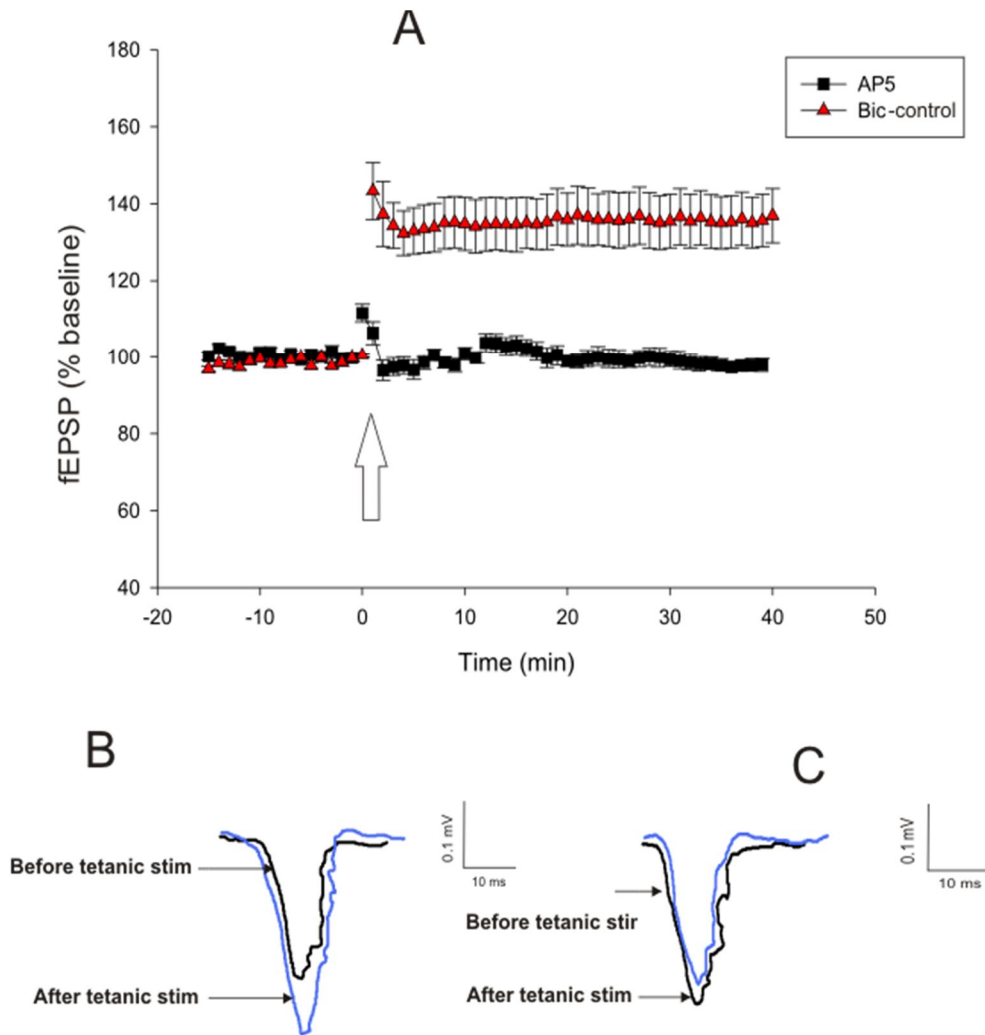 A
180
160
140
120
100
80
60
40
fEPSP (% baseline)
-20 -10 0 10 20 30 40 50
Time (min)
AP5
Bic-control
B
Before tetanic stim
After tetanic stim
0.1 mV
10 ms
C
Before tetanic stir
After tetanic stim
0.1 mV
10 ms